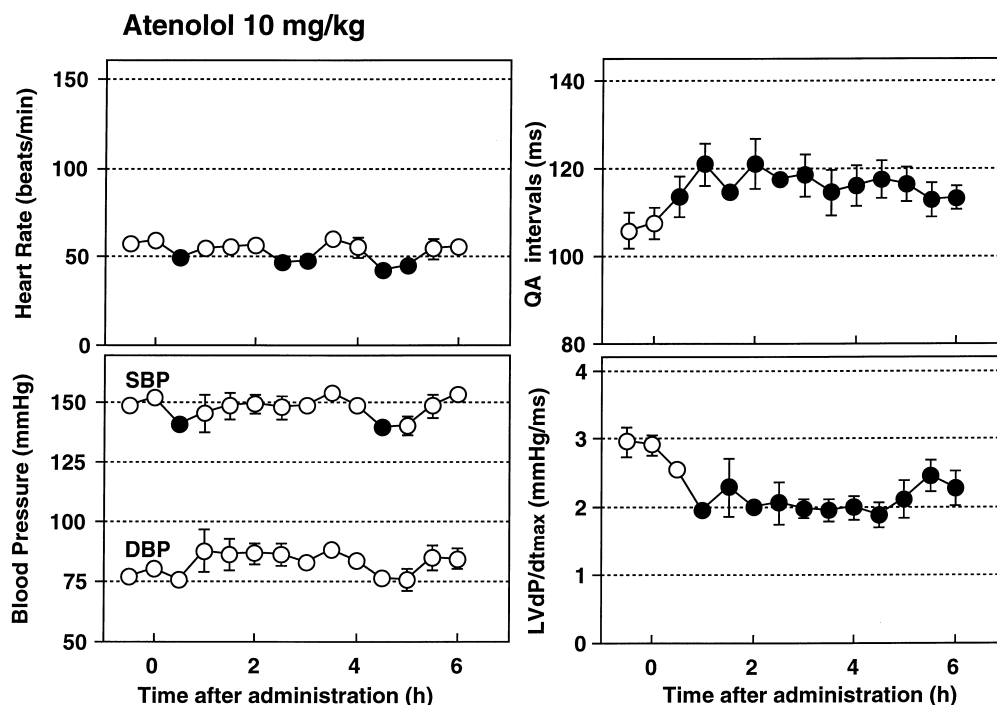 Atenolol 10 mg/kg
Heart Rate (beats/min)
150
100
50
0
QA intervals (ms)
140
120
100
80
Blood Pressure (mmHg)
SBP
DBP
150
125
100
75
50
0 2 4 6
Time after administration (h)
LVdP/dtmax (mmHg/ms)
4
3
2
1
0
0 2 4 6
Time after administration (h)